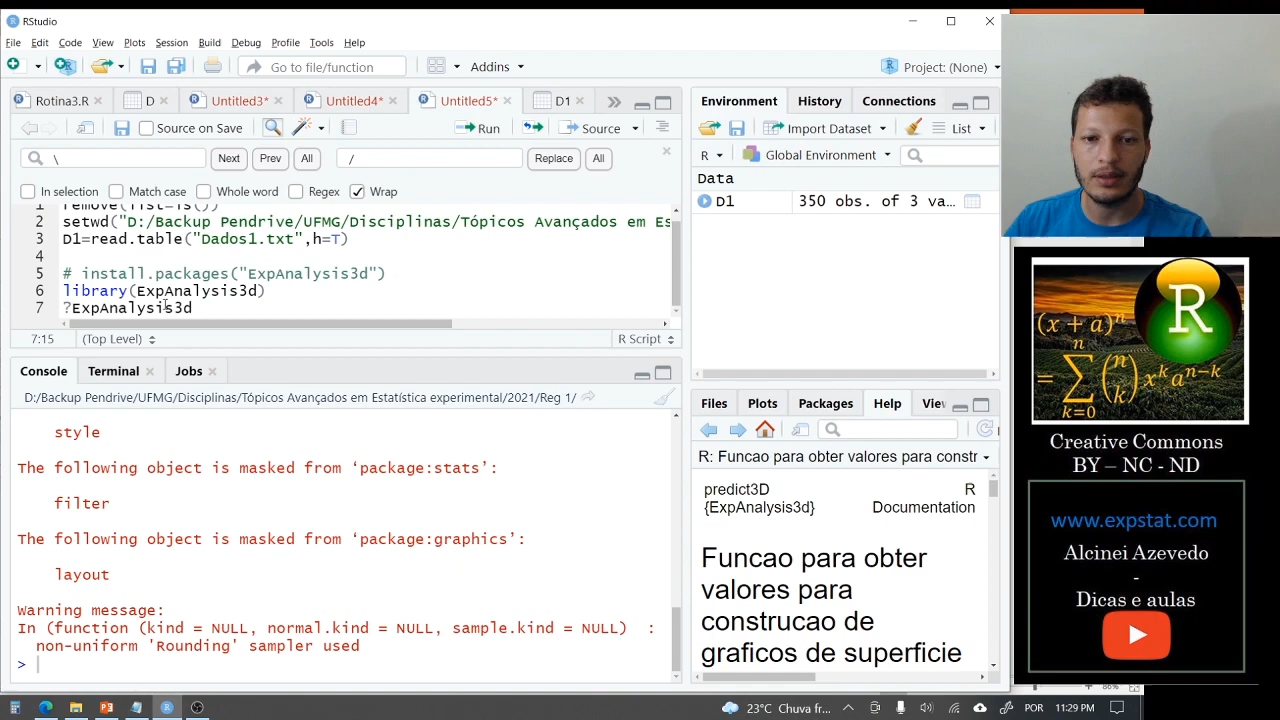 RStudio
File Edit Code View Plots Session Build Debug Profile Tools Help
Go to file/function Addins Project: (None)
Rotina3.R D Untitled3* Untitled4* Untitled5* D1
Source on Save Run Source
\ Next Prev All / Replace All
In selection Match case Whole word Regex Wrap
1 remove(list=ls())
2 setwd("D:/Backup Pendrive/UFMG/Disciplinas/Tópicos Avançados em Es
3 D1=read.table("Dados1.txt",h=T)
4
5 # install.packages("ExpAnalysis3d")
6 library(ExpAnalysis3d)
7 ?ExpAnalysis3d
7:15 (Top Level) R Script
Console Terminal Jobs
D:/Backup Pendrive/UFMG/Disciplinas/Tópicos Avançados em Estatística experimental/2021/Reg 1/
style
The following object is masked from ‘package:stats’:
filter
The following object is masked from ‘package:graphics’:
layout
Warning message:
In (function (kind = NULL, normal.kind = NULL, sample.kind = NULL) :
non-uniform 'Rounding' sampler used
>
Environment History Connections
Import Dataset List
R Global Environment
Data
D1 350 obs. of 3 va…
Files Plots Packages Help View
R: Funcao para obter valores para constr
predict3D R
{ExpAnalysis3d} Documentation
Funcao para obter
valores para
construcao de
graficos de superficie
R
(x + a)^n
= ∑_{k=0}^{n} (n k) x^k a^{n−k}
Creative Commons
BY – NC - ND
www.expstat.com
Alcinei Azevedo
-
Dicas e aulas
86%
23°C Chuva fr... POR 11:29 PM